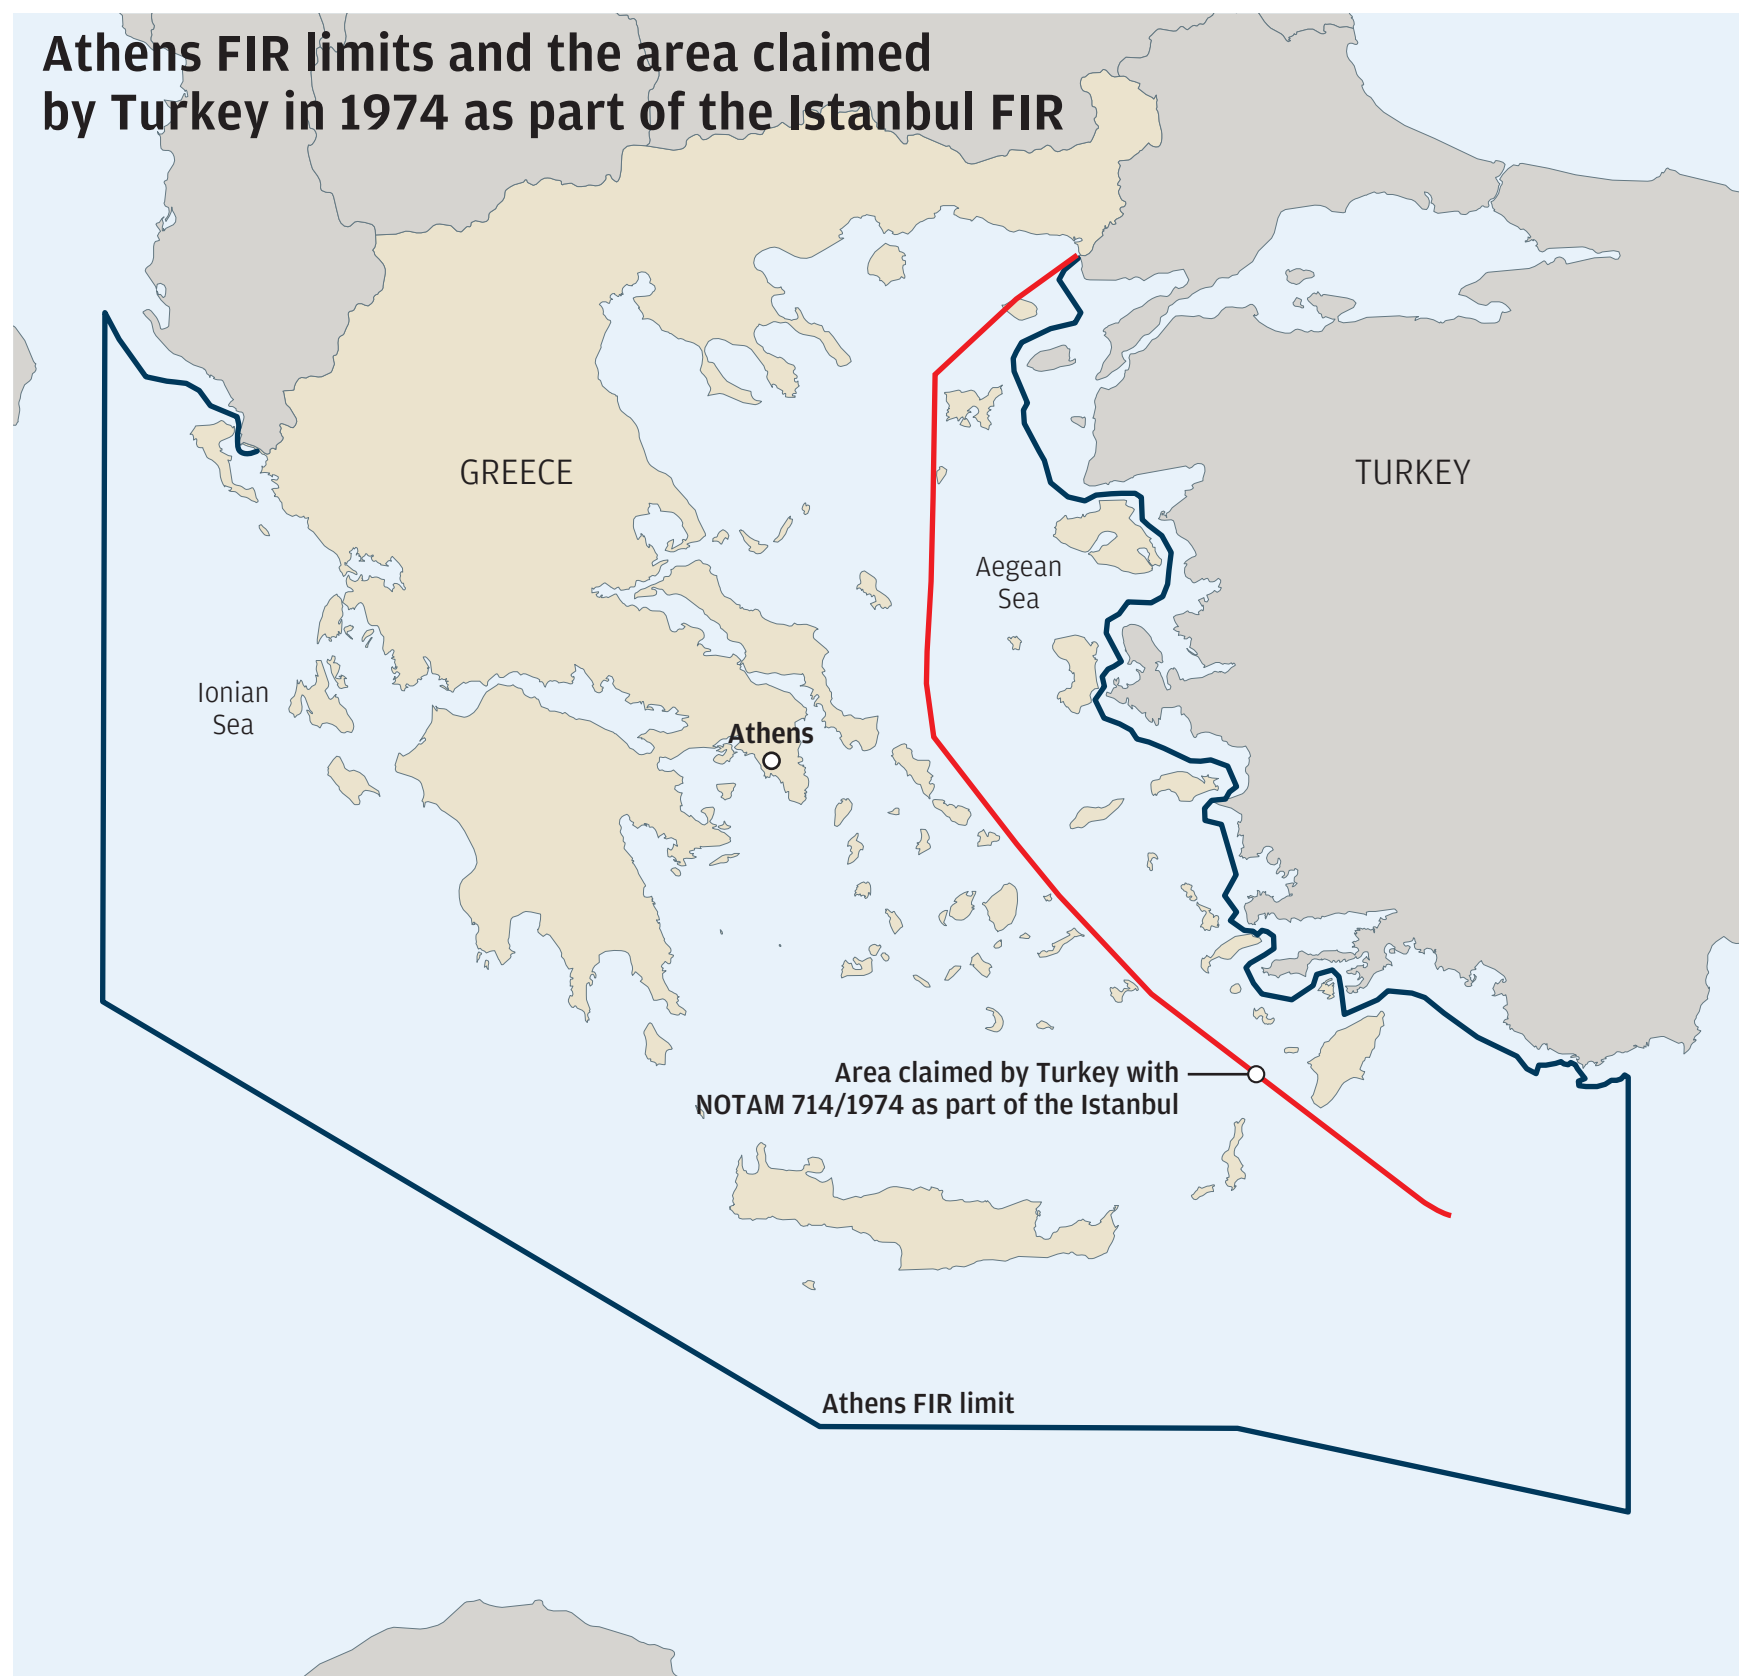 Athens FIR limits and the area claimed
by Turkey in 1974 as part of the Istanbul FIR
GREECE
TURKEY
Aegean
Sea
Ionian
Sea
Athens
Area claimed by Turkey with
NOTAM 714/1974 as part of the Istanbul
Athens FIR limit